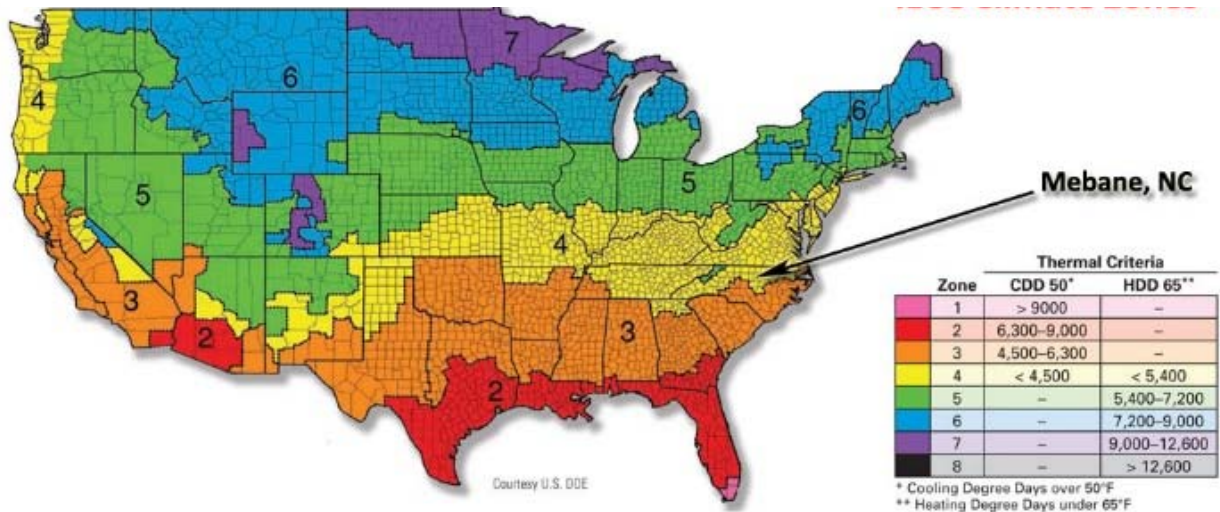 7
6
4
6
5
5
4
3
3
2
2
Mebane, NC
Thermal Criteria
Zone CDD 50* HDD 65**
1 > 9000 –
2 6,300–9,000 –
3 4,500–6,300 –
4 < 4,500 < 5,400
5 – 5,400–7,200
6 – 7,200–9,000
7 – 9,000–12,600
8 – > 12,600
Courtesy U.S. DOE
* Cooling Degree Days over 50°F
** Heating Degree Days under 65°F